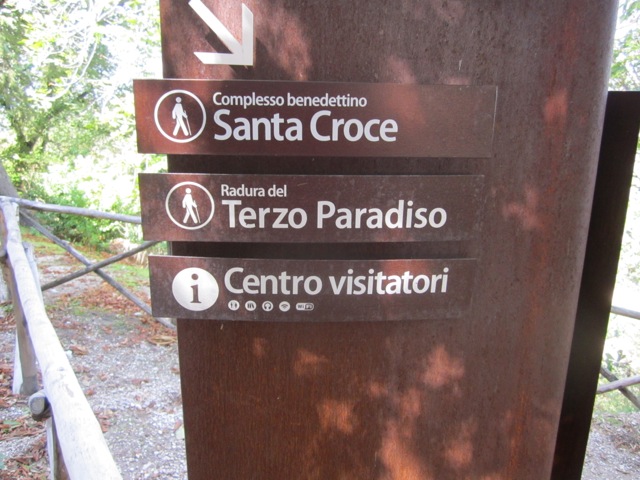 Complesso benedettino
Santa Croce
Radura del
Terzo Paradiso
i Centro visitatori